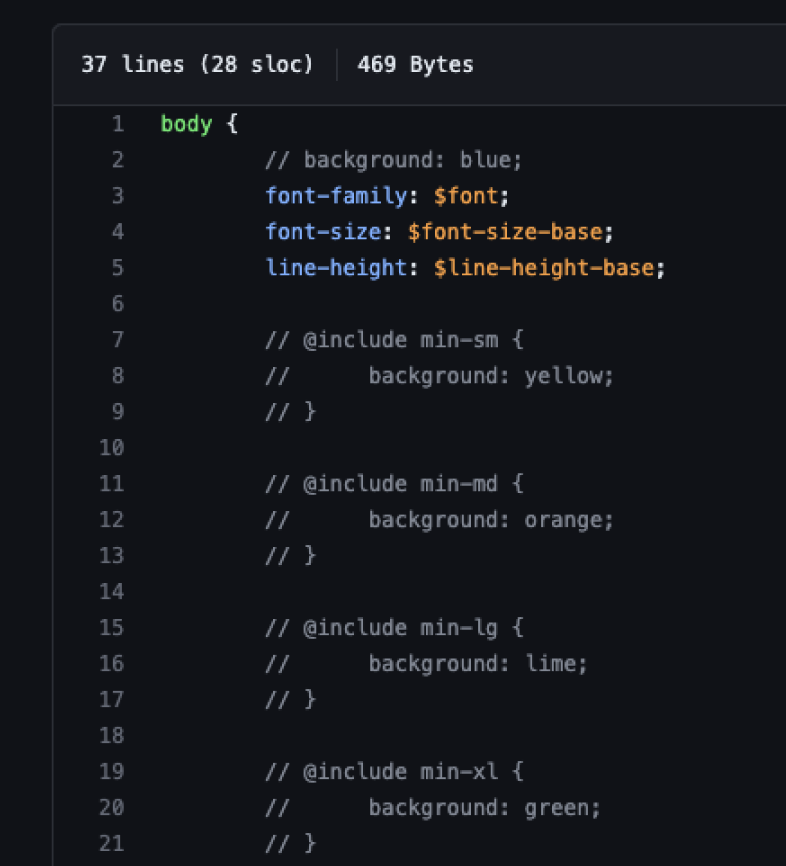 37 lines (28 sloc) 469 Bytes
1 body {
2 // background: blue;
3 font-family: $font;
4 font-size: $font-size-base;
5 line-height: $line-height-base;
6
7 // @include min-sm {
8 // background: yellow;
9 // }
10
11 // @include min-md {
12 // background: orange;
13 // }
14
15 // @include min-lg {
16 // background: lime;
17 // }
18
19 // @include min-xl {
20 // background: green;
21 // }